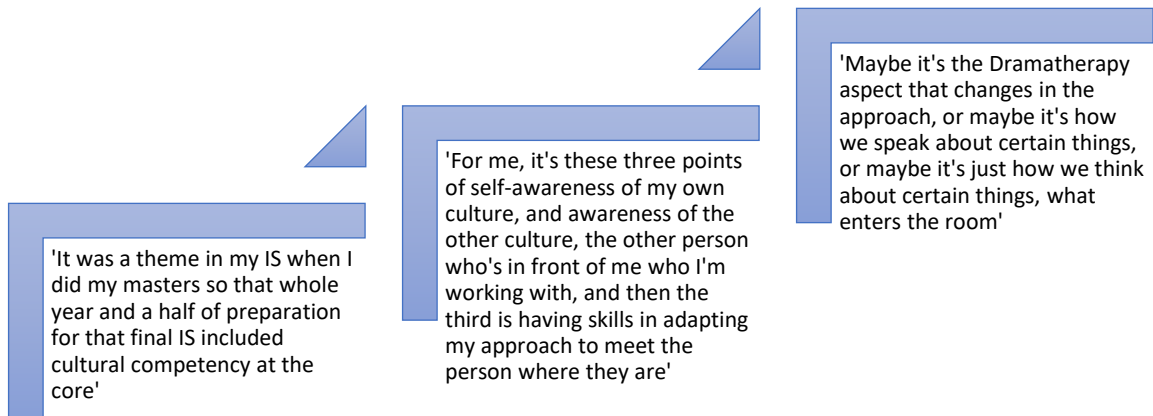 'It was a theme in my IS when I
did my masters so that whole
year and a half of preparation
for that final IS included
cultural competency at the
core'
'For me, it's these three points
of self-awareness of my own
culture, and awareness of the
other culture, the other person
who's in front of me who I'm
working with, and then the
third is having skills in adapting
my approach to meet the
person where they are'
'Maybe it's the Dramatherapy
aspect that changes in the
approach, or maybe it's how
we speak about certain things,
or maybe it's just how we think
about certain things, what
enters the room'